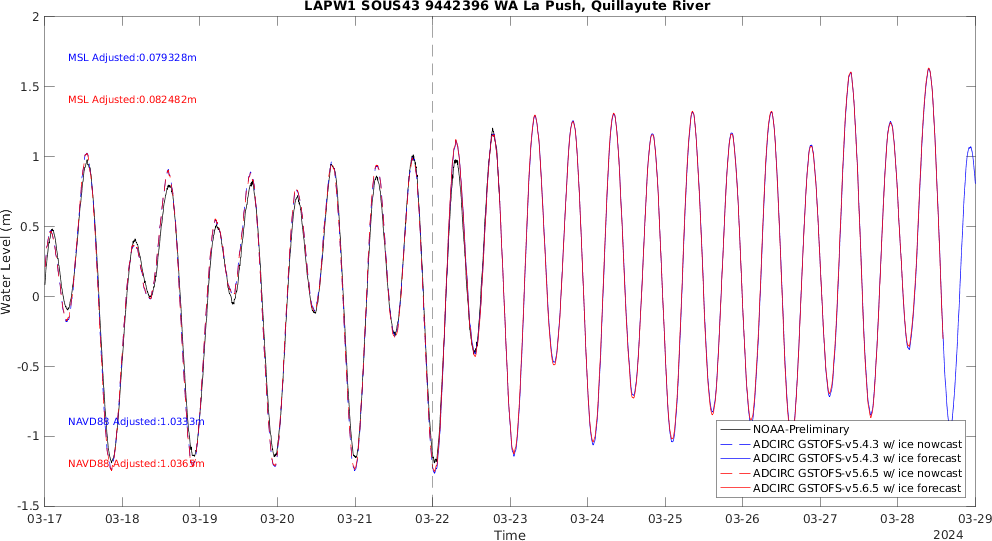 LAPW1 SOUS43 9442396 WA La Push, Quillayute River
2
1.5
1
0.5
0
-0.5
-1
-1.5
Water Level (m)
MSL Adjusted:0.079328m
MSL Adjusted:0.082482m
NAVD88 Adjusted:1.0333m
NAVD88 Adjusted:1.0365m
NOAA-Preliminary
ADCIRC GSTOFS-v5.4.3 w/ ice nowcast
ADCIRC GSTOFS-v5.4.3 w/ ice forecast
ADCIRC GSTOFS-v5.6.5 w/ ice nowcast
ADCIRC GSTOFS-v5.6.5 w/ ice forecast
03-17 03-18 03-19 03-20 03-21 03-22 03-23 03-24 03-25 03-26 03-27 03-28 03-29
Time
2024